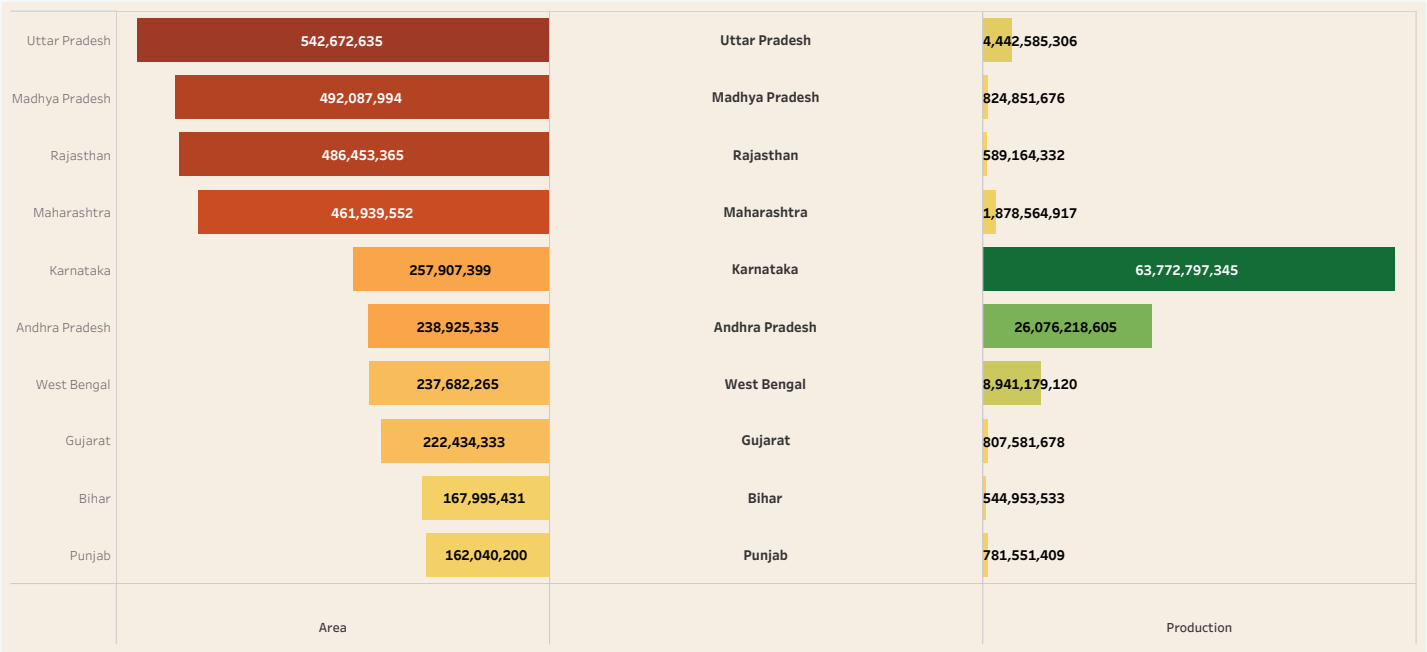 Uttar Pradesh 542,672,635 Uttar Pradesh 4,442,585,306
Madhya Pradesh 492,087,994 Madhya Pradesh 824,851,676
Rajasthan 486,453,365 Rajasthan 589,164,332
Maharashtra 461,939,552 Maharashtra 1,878,564,917
Karnataka 257,907,399 Karnataka 63,772,797,345
Andhra Pradesh 238,925,335 Andhra Pradesh 26,076,218,605
West Bengal 237,682,265 West Bengal 8,941,179,120
Gujarat 222,434,333 Gujarat 807,581,678
Bihar 167,995,431 Bihar 544,953,533
Punjab 162,040,200 Punjab 781,551,409
Area Production